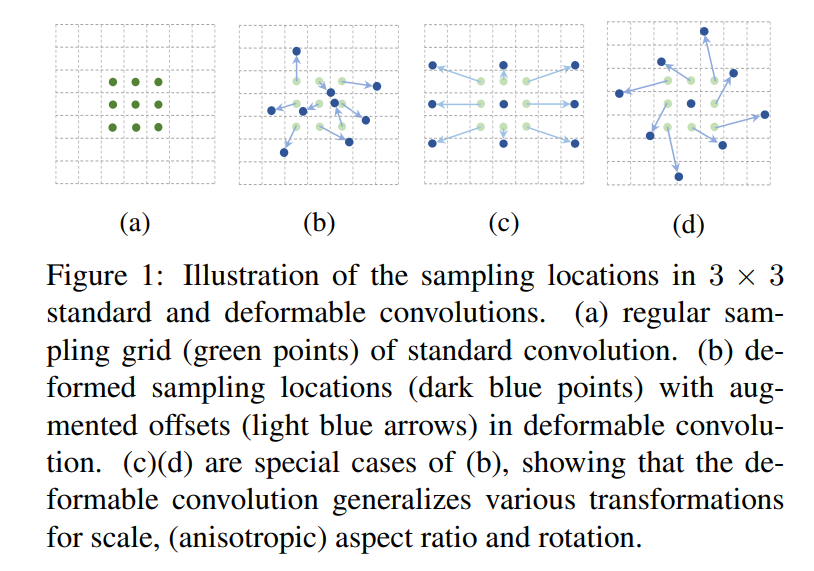 (a) (b) (c) (d)
Figure 1: Illustration of the sampling locations in 3 × 3
standard and deformable convolutions. (a) regular sam-
pling grid (green points) of standard convolution. (b) de-
formed sampling locations (dark blue points) with aug-
mented offsets (light blue arrows) in deformable convolu-
tion. (c)(d) are special cases of (b), showing that the de-
formable convolution generalizes various transformations
for scale, (anisotropic) aspect ratio and rotation.